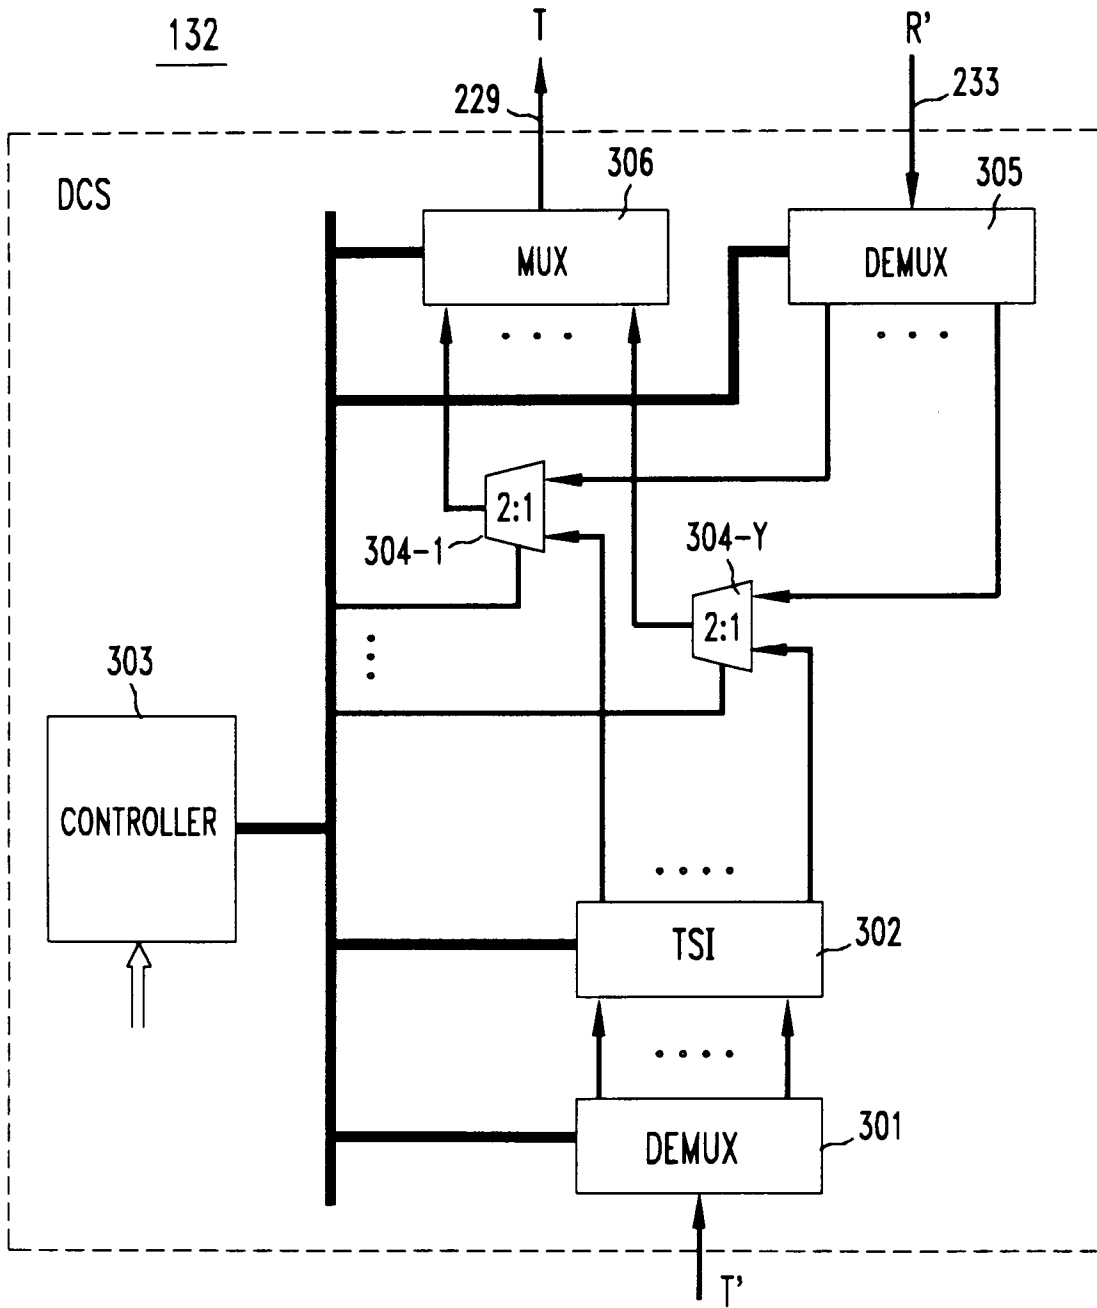 132
T
R'
229
233
DCS
306
305
MUX
DEMUX
2:1
304-1
304-Y
2:1
303
CONTROLLER
TSI
302
DEMUX
301
T'